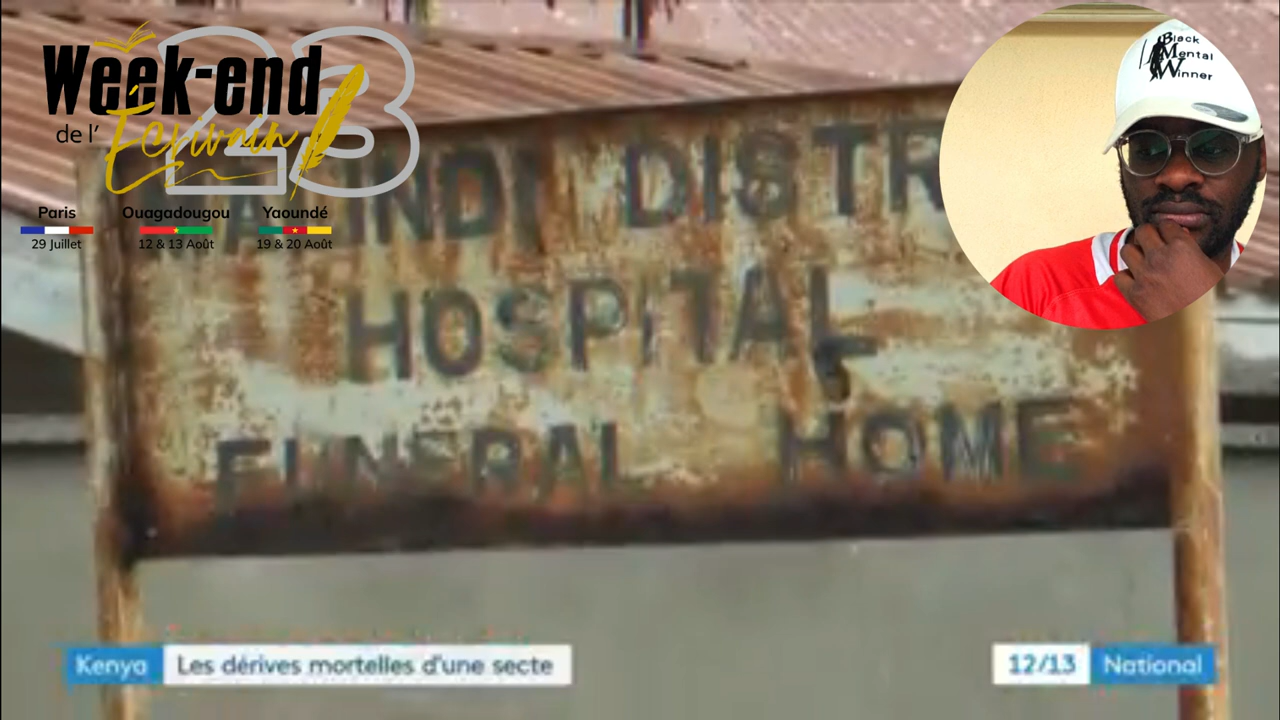 Week-end
23
de l' Écrivain
Paris
29 Juillet
Ouagadougou
12 & 13 Août
Yaoundé
19 & 20 Août
Black
Mental
Winner
DISTR
HOSPITAL
FUNERAL HOME
Kenya Les dérives mortelles d'une secte
12/13 National